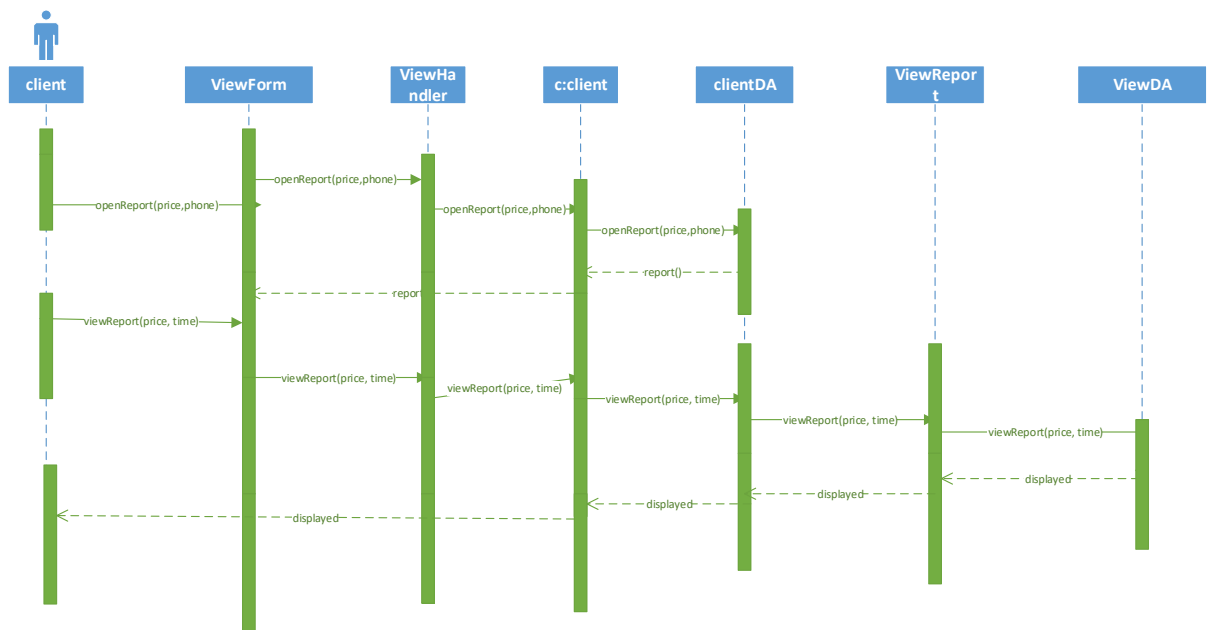 client
ViewForm
ViewHa
ndler
c:client
clientDA
ViewRepor
t
ViewDA
openReport(price,phone)
openReport(price,phone)
openReport(price,phone)
openReport(price,phone)
report()
report
viewReport(price, time)
viewReport(price, time)
viewReport(price, time)
viewReport(price, time)
viewReport(price, time)
viewReport(price, time)
displayed
displayed
displayed
displayed